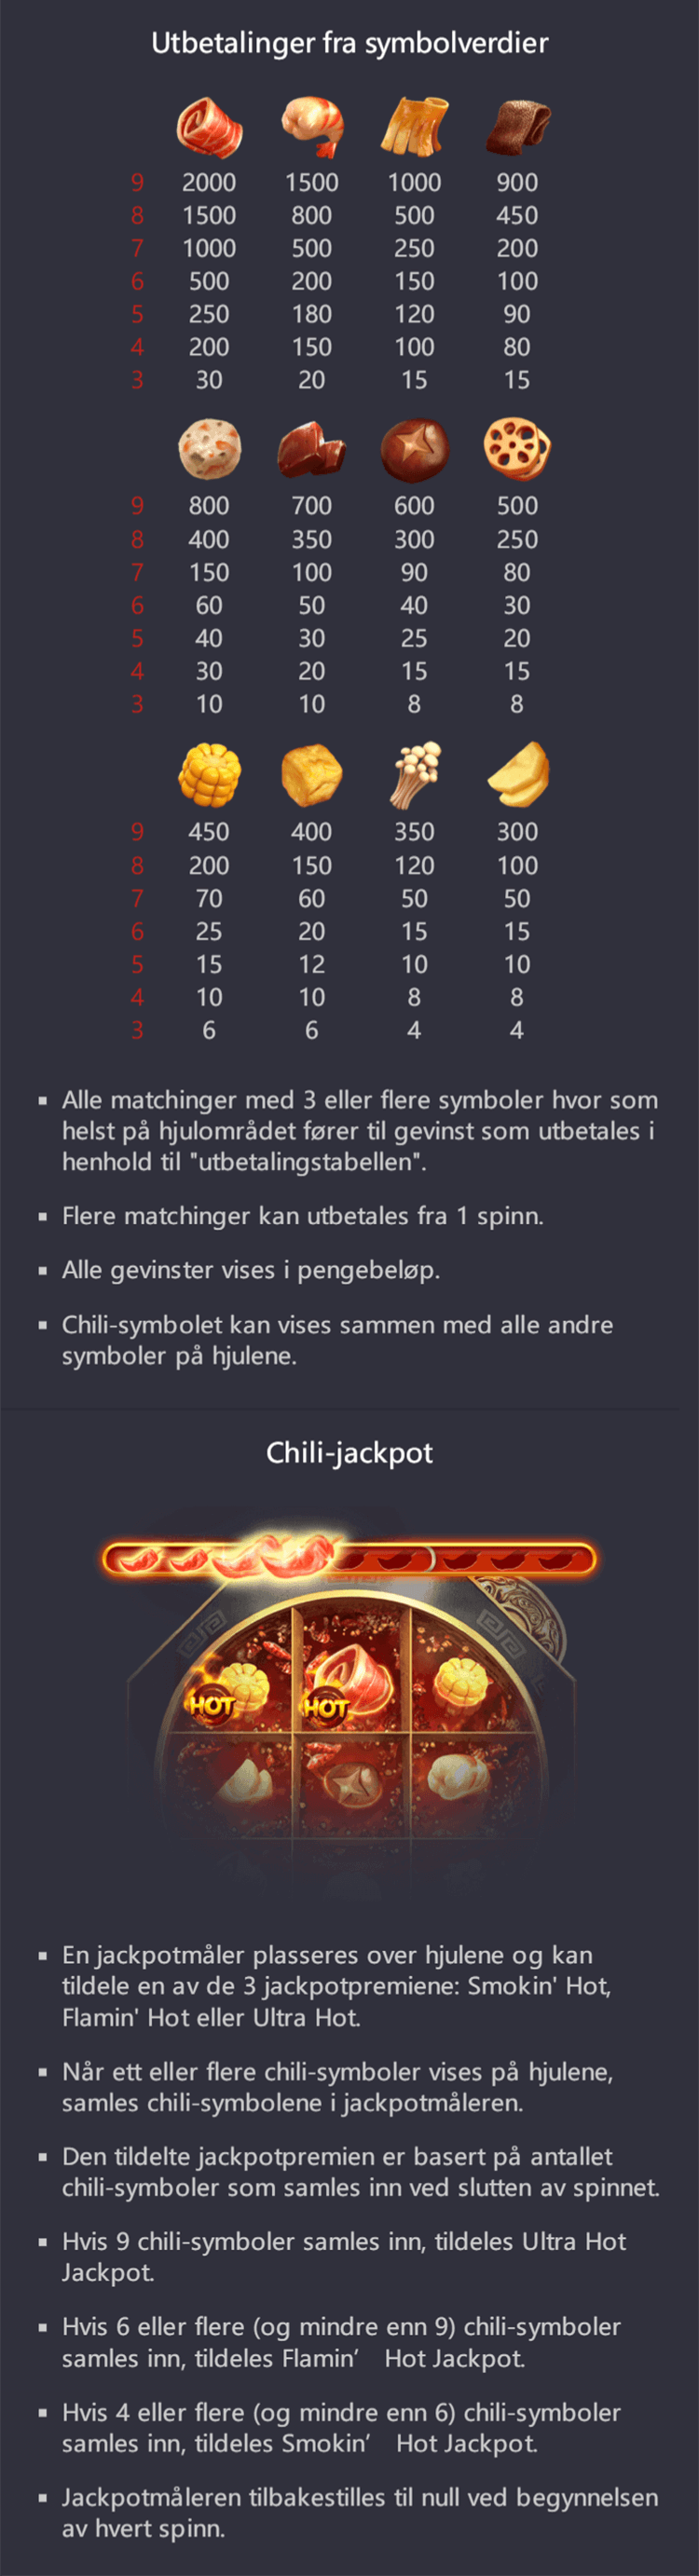 Utbetalinger fra symbolverdier
9 2000 1500 1000 900
8 1500 800 500 450
7 1000 500 250 200
6 500 200 150 100
5 250 180 120 90
4 200 150 100 80
3 30 20 15 15
9 800 700 600 500
8 400 350 300 250
7 150 100 90 80
6 60 50 40 30
5 40 30 25 20
4 30 20 15 15
3 10 10 8 8
9 450 400 350 300
8 200 150 120 100
7 70 60 50 50
6 25 20 15 15
5 15 12 10 10
4 10 10 8 8
3 6 6 4 4
▪ Alle matchinger med 3 eller flere symboler hvor som
helst på hjulområdet fører til gevinst som utbetales i
henhold til "utbetalingstabellen".
▪ Flere matchinger kan utbetales fra 1 spinn.
▪ Alle gevinster vises i pengebeløp.
▪ Chili-symbolet kan vises sammen med alle andre
symboler på hjulene.
Chili-jackpot
HOT HOT
▪ En jackpotmåler plasseres over hjulene og kan
tildele en av de 3 jackpotpremiene: Smokin' Hot,
Flamin' Hot eller Ultra Hot.
▪ Når ett eller flere chili-symboler vises på hjulene,
samles chili-symbolene i jackpotmåleren.
▪ Den tildelte jackpotpremien er basert på antallet
chili-symboler som samles inn ved slutten av spinnet.
▪ Hvis 9 chili-symboler samles inn, tildeles Ultra Hot
Jackpot.
▪ Hvis 6 eller flere (og mindre enn 9) chili-symboler
samles inn, tildeles Flamin’ Hot Jackpot.
▪ Hvis 4 eller flere (og mindre enn 6) chili-symboler
samles inn, tildeles Smokin’ Hot Jackpot.
▪ Jackpotmåleren tilbakestilles til null ved begynnelsen
av hvert spinn.